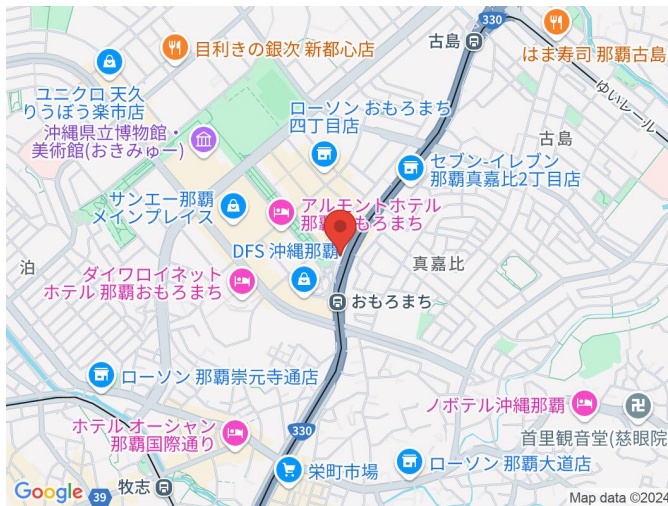 330
古島
目利きの銀次 新都心店
はま寿司 那覇古島
ユニクロ 天久
りうぼう楽市店
ゆいレール
ローソン おもろまち
四丁目店
沖縄県立博物館・
美術館(おきみゅー)
古島
セブン-イレブン
那覇真嘉比2丁目店
サンエー那覇
メインプレイス
アルモントホテル
那覇おもろまち
DFS 沖縄那覇
泊
真嘉比
ダイワロイネット
ホテル 那覇おもろまち
おもろまち
ローソン 那覇崇元寺通店
ノボテル沖縄那覇
ホテル オーシャン
那覇国際通り
330
首里観音堂(慈眼院
栄町市場
ローソン 那覇大道店
Google
39
牧志
Map data ©2024